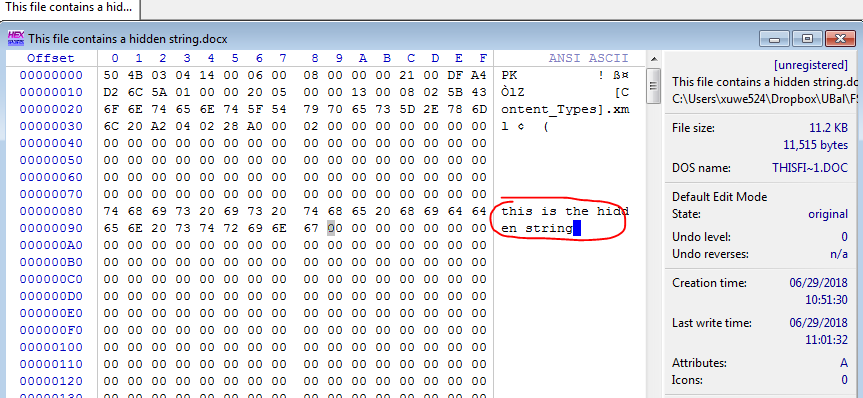 This file contains a hid...
HEX
This file contains a hidden string.docx
Offset 0 1 2 3 4 5 6 7 8 9 A B C D E F ANSI ASCII
00000000 50 4B 03 04 14 00 06 00 08 00 00 00 21 00 DF A4 PK ! ß¤
00000010 D2 6C 5A 01 00 00 20 05 00 00 13 00 08 02 5B 43 ÒlZ [C
00000020 6F 6E 74 65 6E 74 5F 54 79 70 65 73 5D 2E 78 6D ontent_Types].xm
00000030 6C 20 A2 04 02 28 A0 00 02 00 00 00 00 00 00 00 l ¢ (
00000040 00 00 00 00 00 00 00 00 00 00 00 00 00 00 00 00
00000050 00 00 00 00 00 00 00 00 00 00 00 00 00 00 00 00
00000060 00 00 00 00 00 00 00 00 00 00 00 00 00 00 00 00
00000070 00 00 00 00 00 00 00 00 00 00 00 00 00 00 00 00
00000080 74 68 69 73 20 69 73 20 74 68 65 20 68 69 64 64 this is the hidd
00000090 65 6E 20 73 74 72 69 6E 67 00 00 00 00 00 00 00 en string
000000A0 00 00 00 00 00 00 00 00 00 00 00 00 00 00 00 00
000000B0 00 00 00 00 00 00 00 00 00 00 00 00 00 00 00 00
000000C0 00 00 00 00 00 00 00 00 00 00 00 00 00 00 00 00
000000D0 00 00 00 00 00 00 00 00 00 00 00 00 00 00 00 00
000000E0 00 00 00 00 00 00 00 00 00 00 00 00 00 00 00 00
000000F0 00 00 00 00 00 00 00 00 00 00 00 00 00 00 00 00
00000100 00 00 00 00 00 00 00 00 00 00 00 00 00 00 00 00
00000110 00 00 00 00 00 00 00 00 00 00 00 00 00 00 00 00
00000120 00 00 00 00 00 00 00 00 00 00 00 00 00 00 00 00
[unregistered]
This file contains a hidden string.do
C:\Users\xuwe524\Dropbox\UBal\FS
File size: 11.2 KB
11,515 bytes
DOS name: THISFI~1.DOC
Default Edit Mode
State: original
Undo level: 0
Undo reverses: n/a
Creation time: 06/29/2018
10:51:30
Last write time: 06/29/2018
11:01:32
Attributes: A
Icons: 0